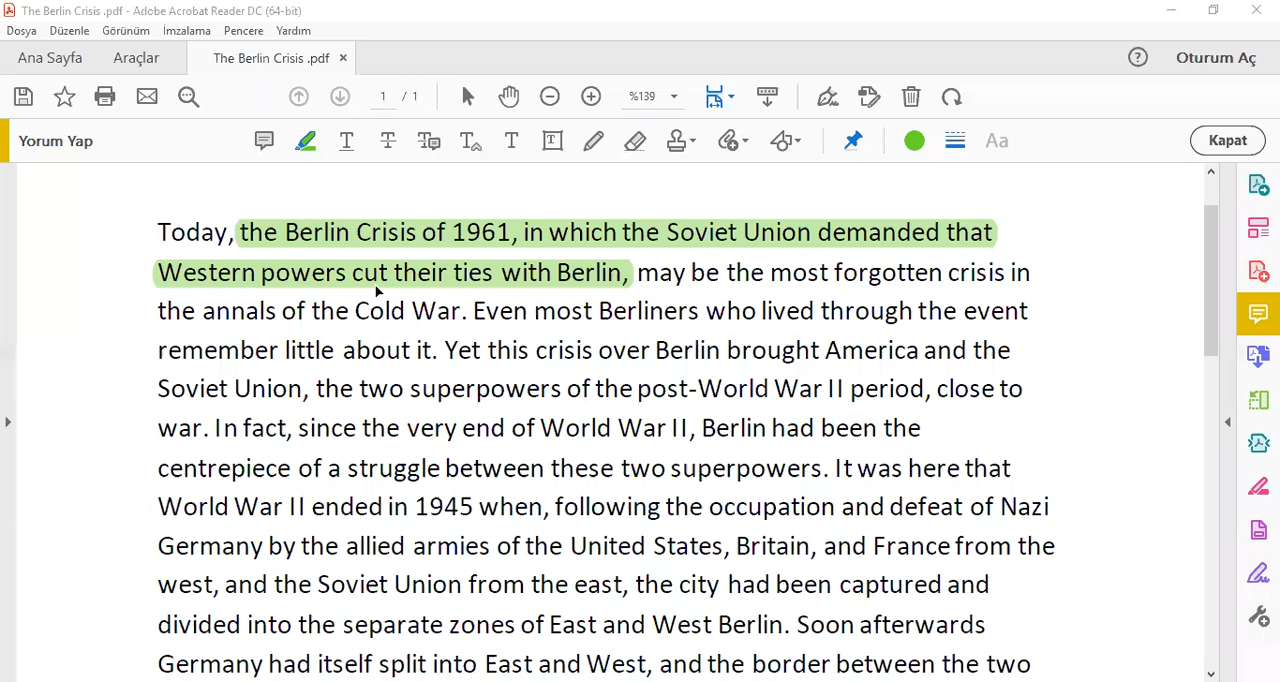 The Berlin Crisis .pdf - Adobe Acrobat Reader DC (64-bit)
Dosya Düzenle Görünüm İmzalama Pencere Yardım
Ana Sayfa Araçlar The Berlin Crisis .pdf × Oturum Aç
1 / 1 %139
Yorum Yap Aa Kapat
Today, the Berlin Crisis of 1961, in which the Soviet Union demanded that
Western powers cut their ties with Berlin, may be the most forgotten crisis in
the annals of the Cold War. Even most Berliners who lived through the event
remember little about it. Yet this crisis over Berlin brought America and the
Soviet Union, the two superpowers of the post-World War II period, close to
war. In fact, since the very end of World War II, Berlin had been the
centrepiece of a struggle between these two superpowers. It was here that
World War II ended in 1945 when, following the occupation and defeat of Nazi
Germany by the allied armies of the United States, Britain, and France from the
west, and the Soviet Union from the east, the city had been captured and
divided into the separate zones of East and West Berlin. Soon afterwards
Germany had itself split into East and West, and the border between the two